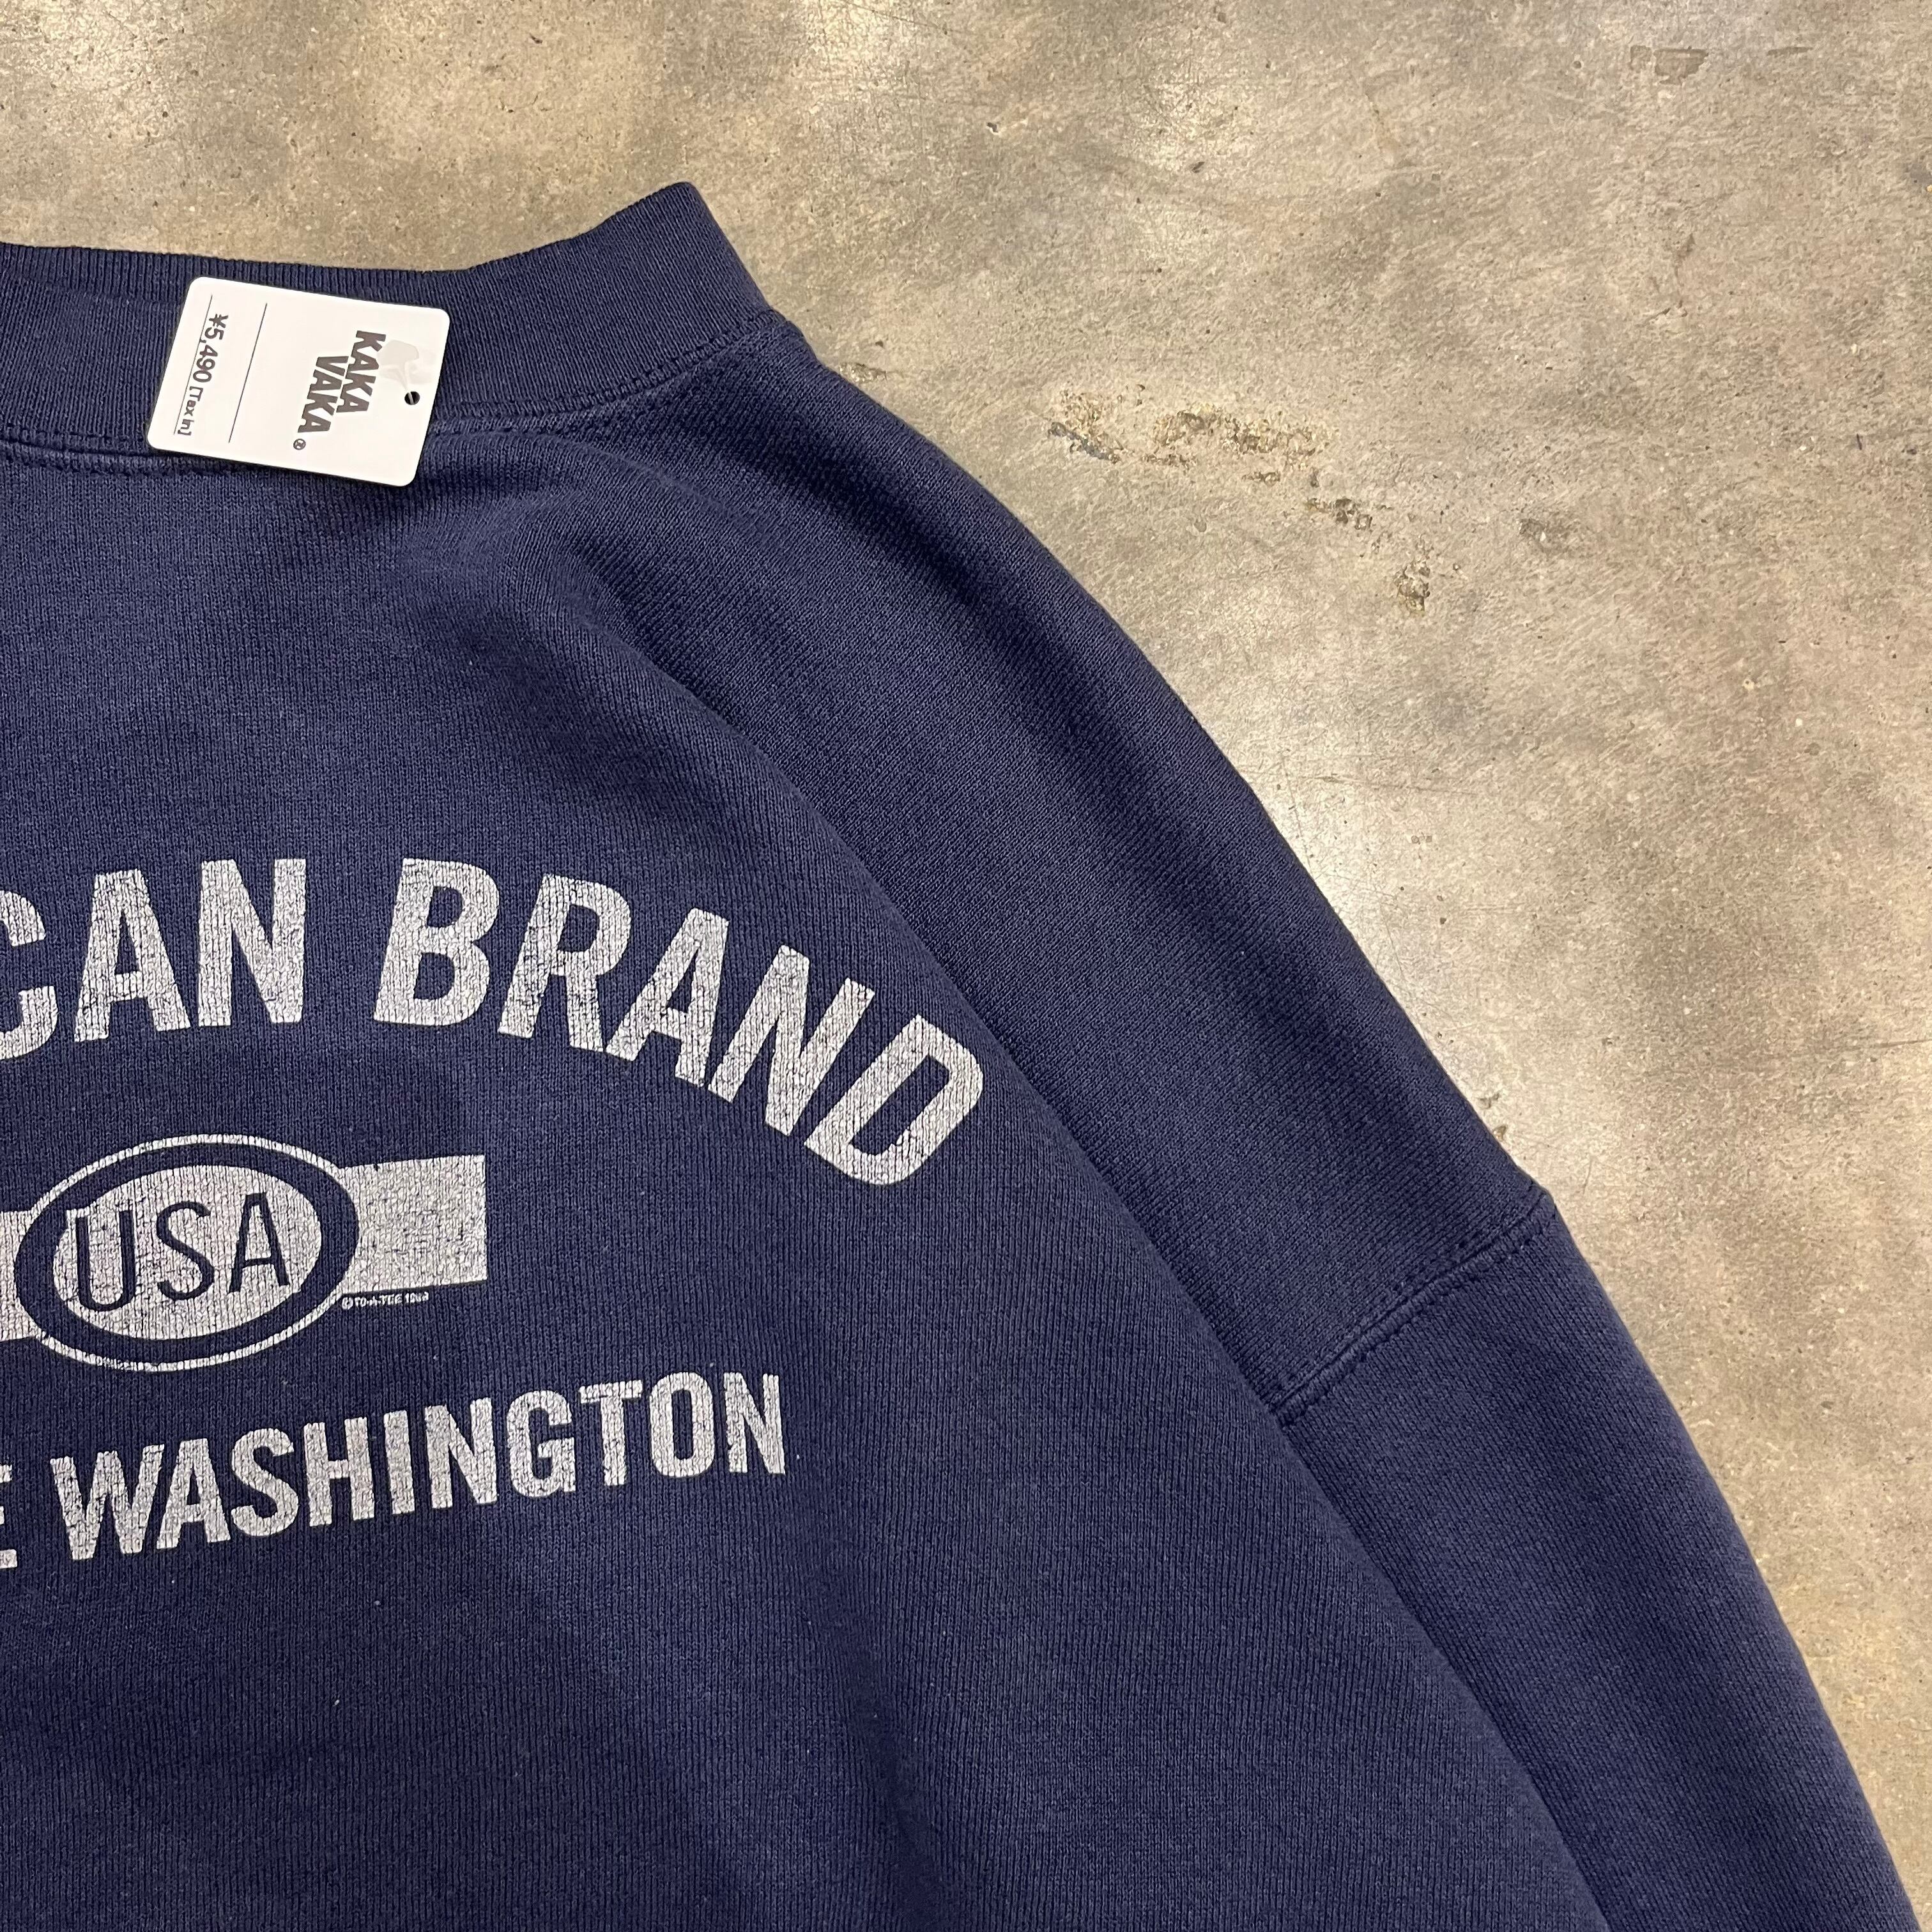 KAKA
VAKA®
¥5,490 [Tax in]
CAN BRAND
USA
WASHINGTON